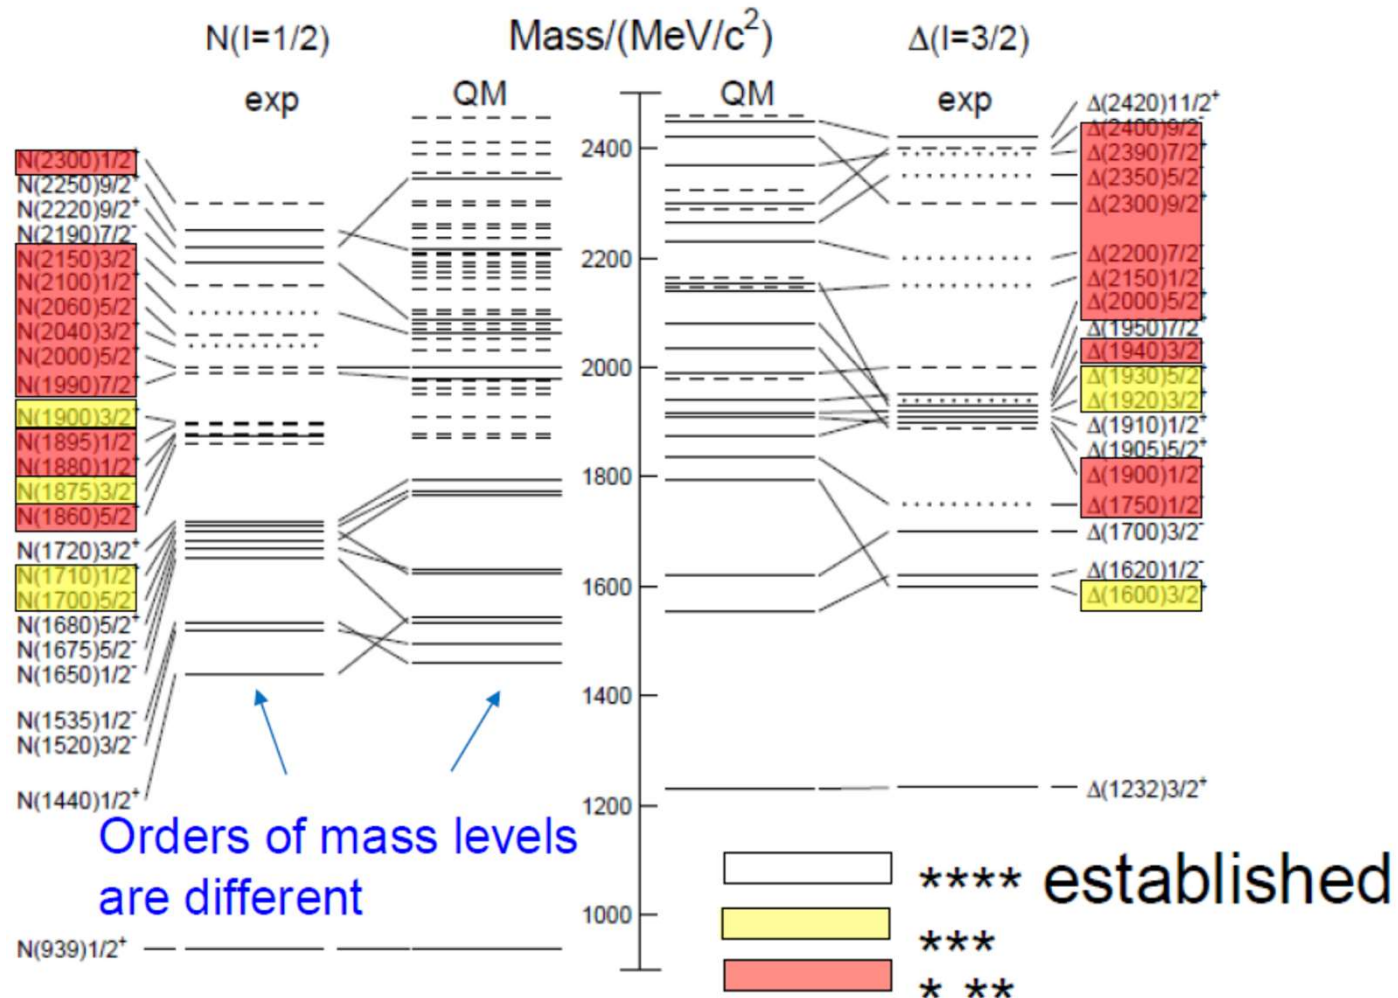 N(I=1/2) Mass/(MeV/c²) Δ(I=3/2)
exp QM QM exp
N(2300)1/2⁺
N(2250)9/2⁻
N(2220)9/2⁺
N(2190)7/2⁻
N(2150)3/2⁻
N(2100)1/2⁺
N(2060)5/2⁻
N(2040)3/2⁺
N(2000)5/2⁺
N(1990)7/2⁺
N(1900)3/2⁺
N(1895)1/2⁻
N(1880)1/2⁺
N(1875)3/2⁻
N(1860)5/2⁺
N(1720)3/2⁺
N(1710)1/2⁺
N(1700)5/2⁻
N(1680)5/2⁺
N(1675)5/2⁻
N(1650)1/2⁻
N(1535)1/2⁻
N(1520)3/2⁻
N(1440)1/2⁺
N(939)1/2⁺
2400
2200
2000
1800
1600
1400
1200
1000
Δ(2420)11/2⁺
Δ(2400)9/2⁻
Δ(2390)7/2⁺
Δ(2350)5/2⁻
Δ(2300)9/2⁺
Δ(2200)7/2⁻
Δ(2150)1/2⁻
Δ(2000)5/2⁺
Δ(1950)7/2⁺
Δ(1940)3/2⁻
Δ(1930)5/2⁻
Δ(1920)3/2⁺
Δ(1910)1/2⁺
Δ(1905)5/2⁺
Δ(1900)1/2⁻
Δ(1750)1/2⁻
Δ(1700)3/2⁻
Δ(1620)1/2⁻
Δ(1600)3/2⁺
Δ(1232)3/2⁺
Orders of mass levels
are different
**** established
***
* **